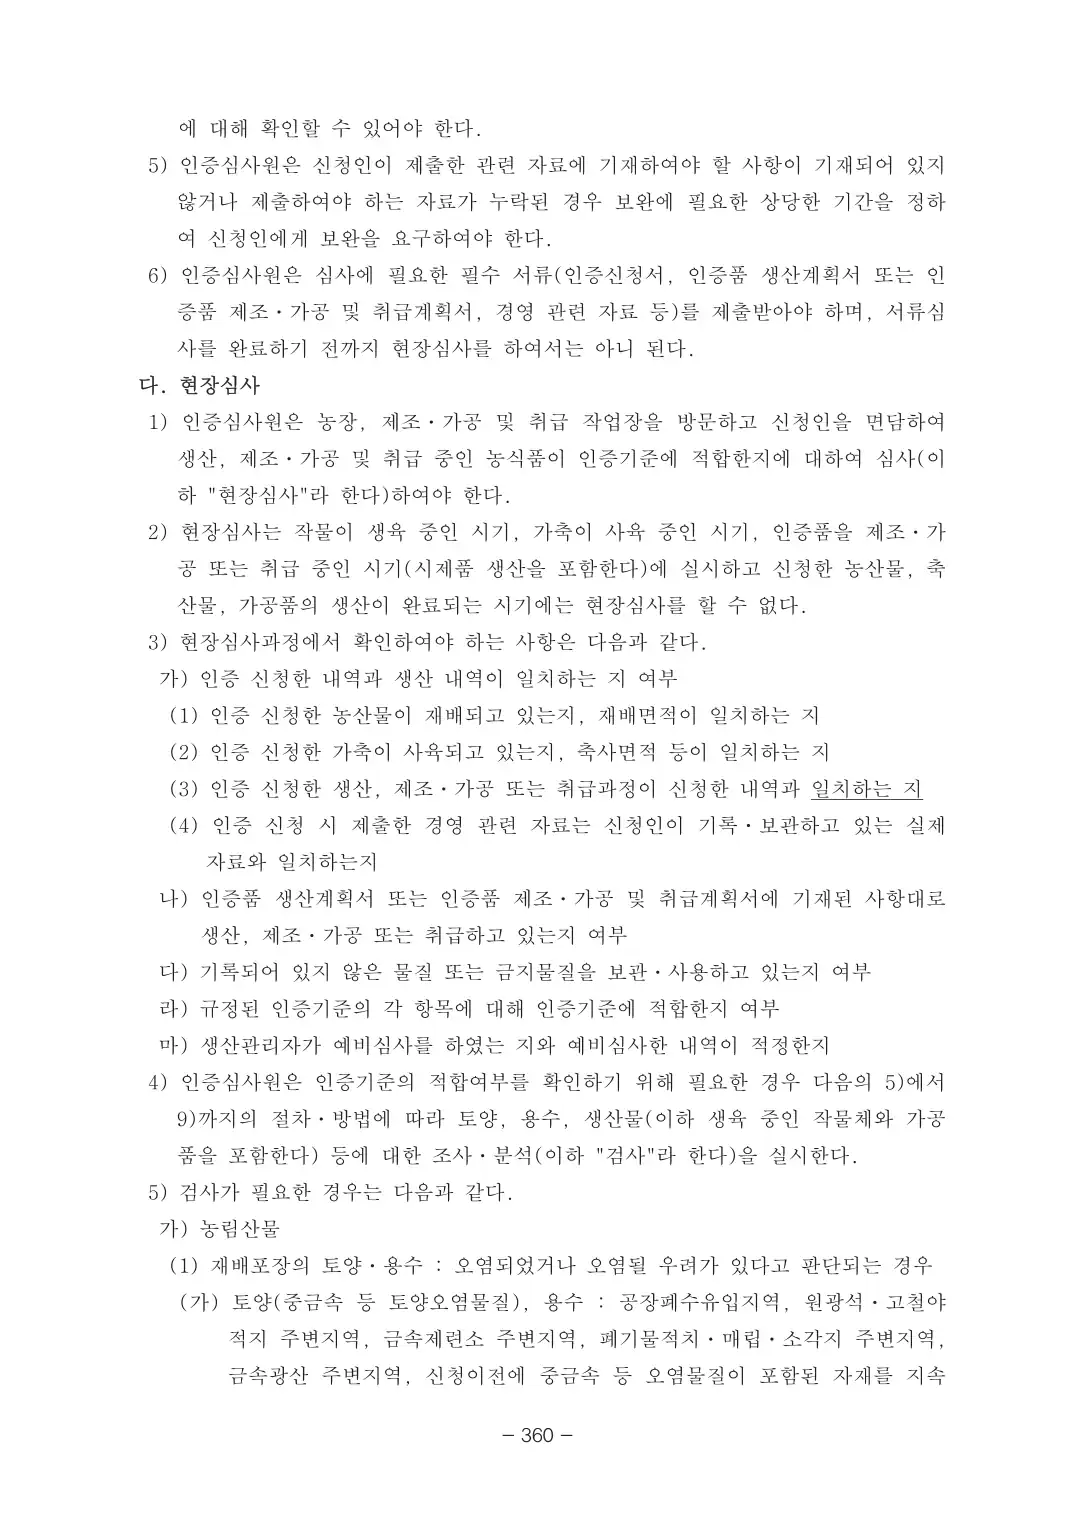 에 대해 확인할 수 있어야 한다.
5) 인증심사원은 신청인이 제출한 관련 자료에 기재하여야 할 사항이 기재되어 있지
않거나 제출하여야 하는 자료가 누락된 경우 보완에 필요한 상당한 기간을 정하
여 신청인에게 보완을 요구하여야 한다.
6) 인증심사원은 심사에 필요한 필수 서류(인증신청서, 인증품 생산계획서 또는 인
증품 제조·가공 및 취급계획서, 경영 관련 자료 등)를 제출받아야 하며, 서류심
사를 완료하기 전까지 현장심사를 하여서는 아니 된다.
다. 현장심사
1) 인증심사원은 농장, 제조·가공 및 취급 작업장을 방문하고 신청인을 면담하여
생산, 제조·가공 및 취급 중인 농식품이 인증기준에 적합한지에 대하여 심사(이
하 "현장심사"라 한다)하여야 한다.
2) 현장심사는 작물이 생육 중인 시기, 가축이 사육 중인 시기, 인증품을 제조·가
공 또는 취급 중인 시기(시제품 생산을 포함한다)에 실시하고 신청한 농산물, 축
산물, 가공품의 생산이 완료되는 시기에는 현장심사를 할 수 없다.
3) 현장심사과정에서 확인하여야 하는 사항은 다음과 같다.
가) 인증 신청한 내역과 생산 내역이 일치하는 지 여부
(1) 인증 신청한 농산물이 재배되고 있는지, 재배면적이 일치하는 지
(2) 인증 신청한 가축이 사육되고 있는지, 축사면적 등이 일치하는 지
(3) 인증 신청한 생산, 제조·가공 또는 취급과정이 신청한 내역과 일치하는 지
(4) 인증 신청 시 제출한 경영 관련 자료는 신청인이 기록·보관하고 있는 실제
자료와 일치하는지
나) 인증품 생산계획서 또는 인증품 제조·가공 및 취급계획서에 기재된 사항대로
생산, 제조·가공 또는 취급하고 있는지 여부
다) 기록되어 있지 않은 물질 또는 금지물질을 보관·사용하고 있는지 여부
라) 규정된 인증기준의 각 항목에 대해 인증기준에 적합한지 여부
마) 생산관리자가 예비심사를 하였는 지와 예비심사한 내역이 적정한지
4) 인증심사원은 인증기준의 적합여부를 확인하기 위해 필요한 경우 다음의 5)에서
9)까지의 절차·방법에 따라 토양, 용수, 생산물(이하 생육 중인 작물체와 가공
품을 포함한다) 등에 대한 조사·분석(이하 "검사"라 한다)을 실시한다.
5) 검사가 필요한 경우는 다음과 같다.
가) 농림산물
(1) 재배포장의 토양·용수 : 오염되었거나 오염될 우려가 있다고 판단되는 경우
(가) 토양(중금속 등 토양오염물질), 용수 : 공장폐수유입지역, 원광석·고철야
적지 주변지역, 금속제련소 주변지역, 폐기물적치·매립·소각지 주변지역,
금속광산 주변지역, 신청이전에 중금속 등 오염물질이 포함된 자재를 지속
– 360 –